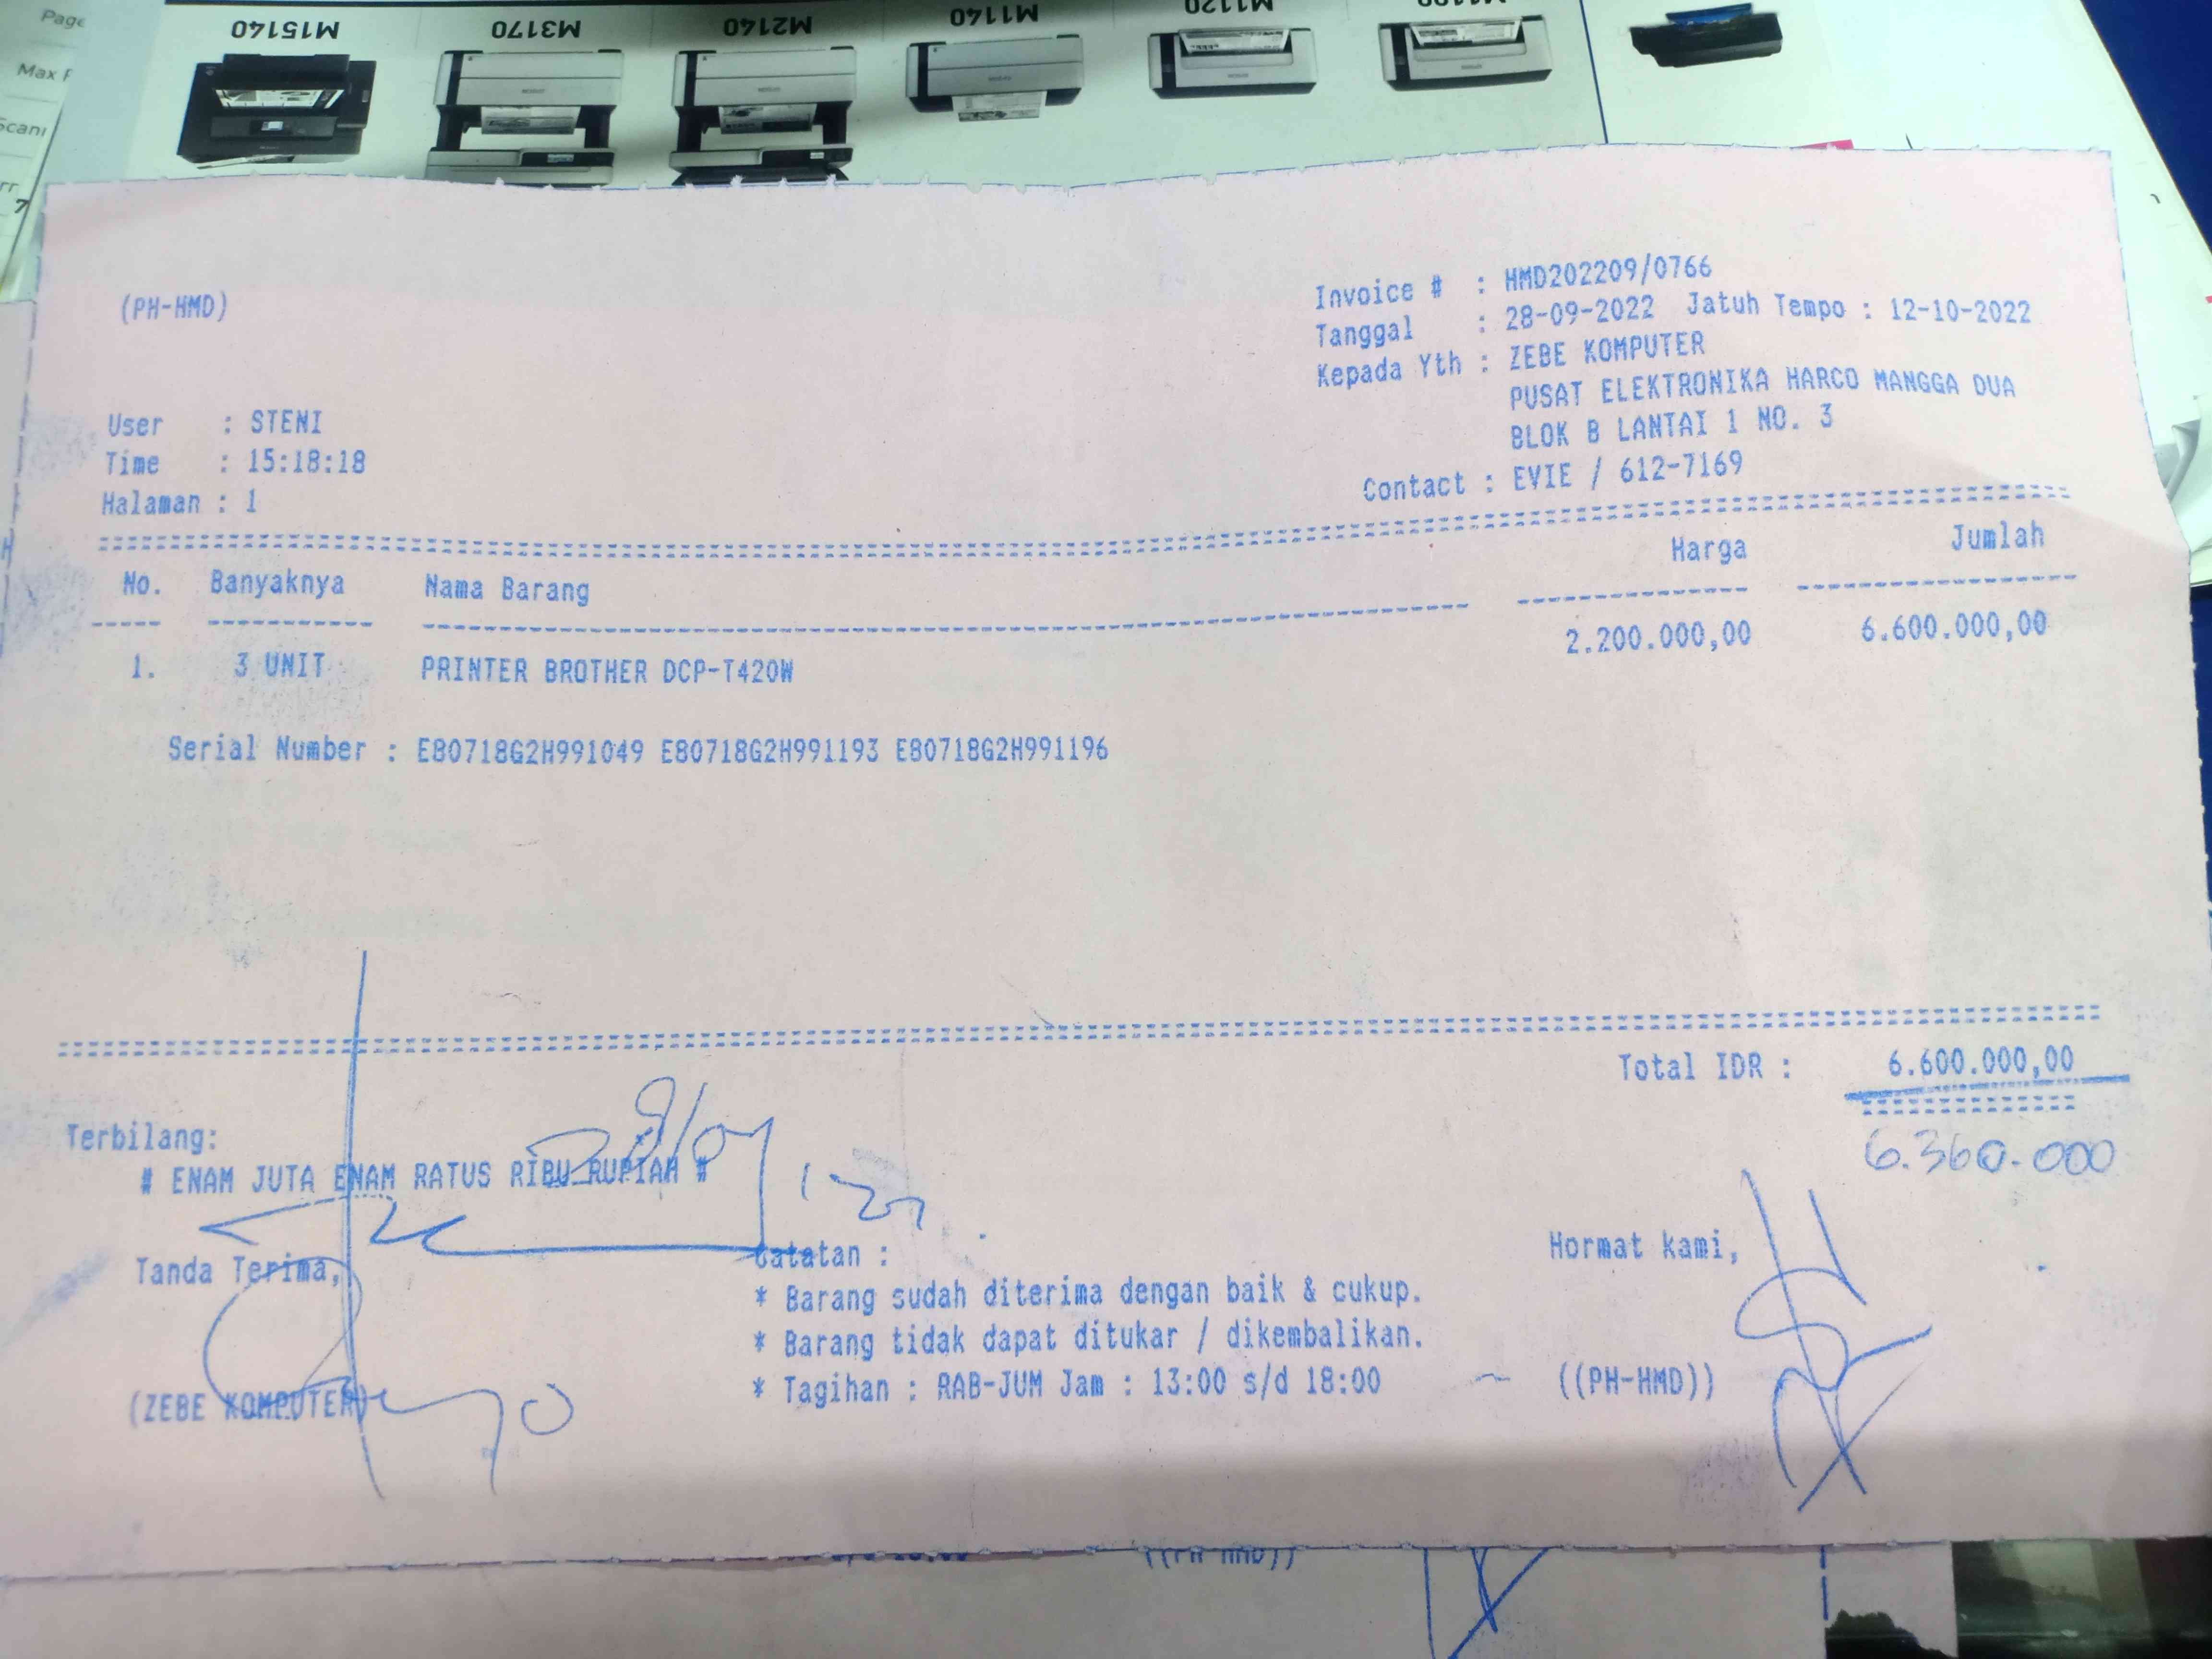 Page
M15140
M3170
M2140
M1140
M1120
Max
(PH-HMD)
Invoice # : HMD202209/0766
Tanggal : 28-09-2022 Jatuh Tempo : 12-10-2022
Kepada Yth : ZEBE KOMPUTER
PUSAT ELEKTRONIKA HARCO MANGGA DUA
BLOK B LANTAI 1 NO. 3
Contact : EVIE / 612-7169
User : STENI
Time : 15:18:18
Halaman : 1
No. Banyaknya Nama Barang Harga Jumlah
1. 3 UNIT PRINTER BROTHER DCP-T420W 2.200.000,00 6.600.000,00
Serial Number : E80718G2H991049 E80718G2H991193 E80718G2H991196
Total IDR : 6.600.000,00
6.360.000
Terbilang:
# ENAM JUTA ENAM RATUS RIBU RUPIAH #
Tanda Terima,
Catatan :
* Barang sudah diterima dengan baik & cukup.
* Barang tidak dapat ditukar / dikembalikan.
* Tagihan : RAB-JUM Jam : 13:00 s/d 18:00
Hormat kami,
(ZEBE KOMPUTER)
((PH-HMD))
((PH-HMD))